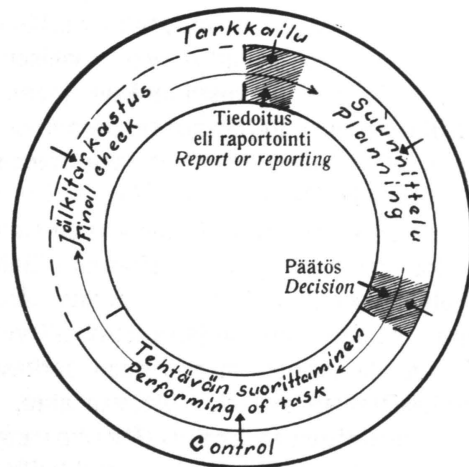 Tarkkailu
Tiedoitus
eli raportointi
Report or reporting
Suunnittelu
Planning
Päätös
Decision
Tehtävän suorittaminen
Performing of task
Control
Jälkitarkastus
Final check